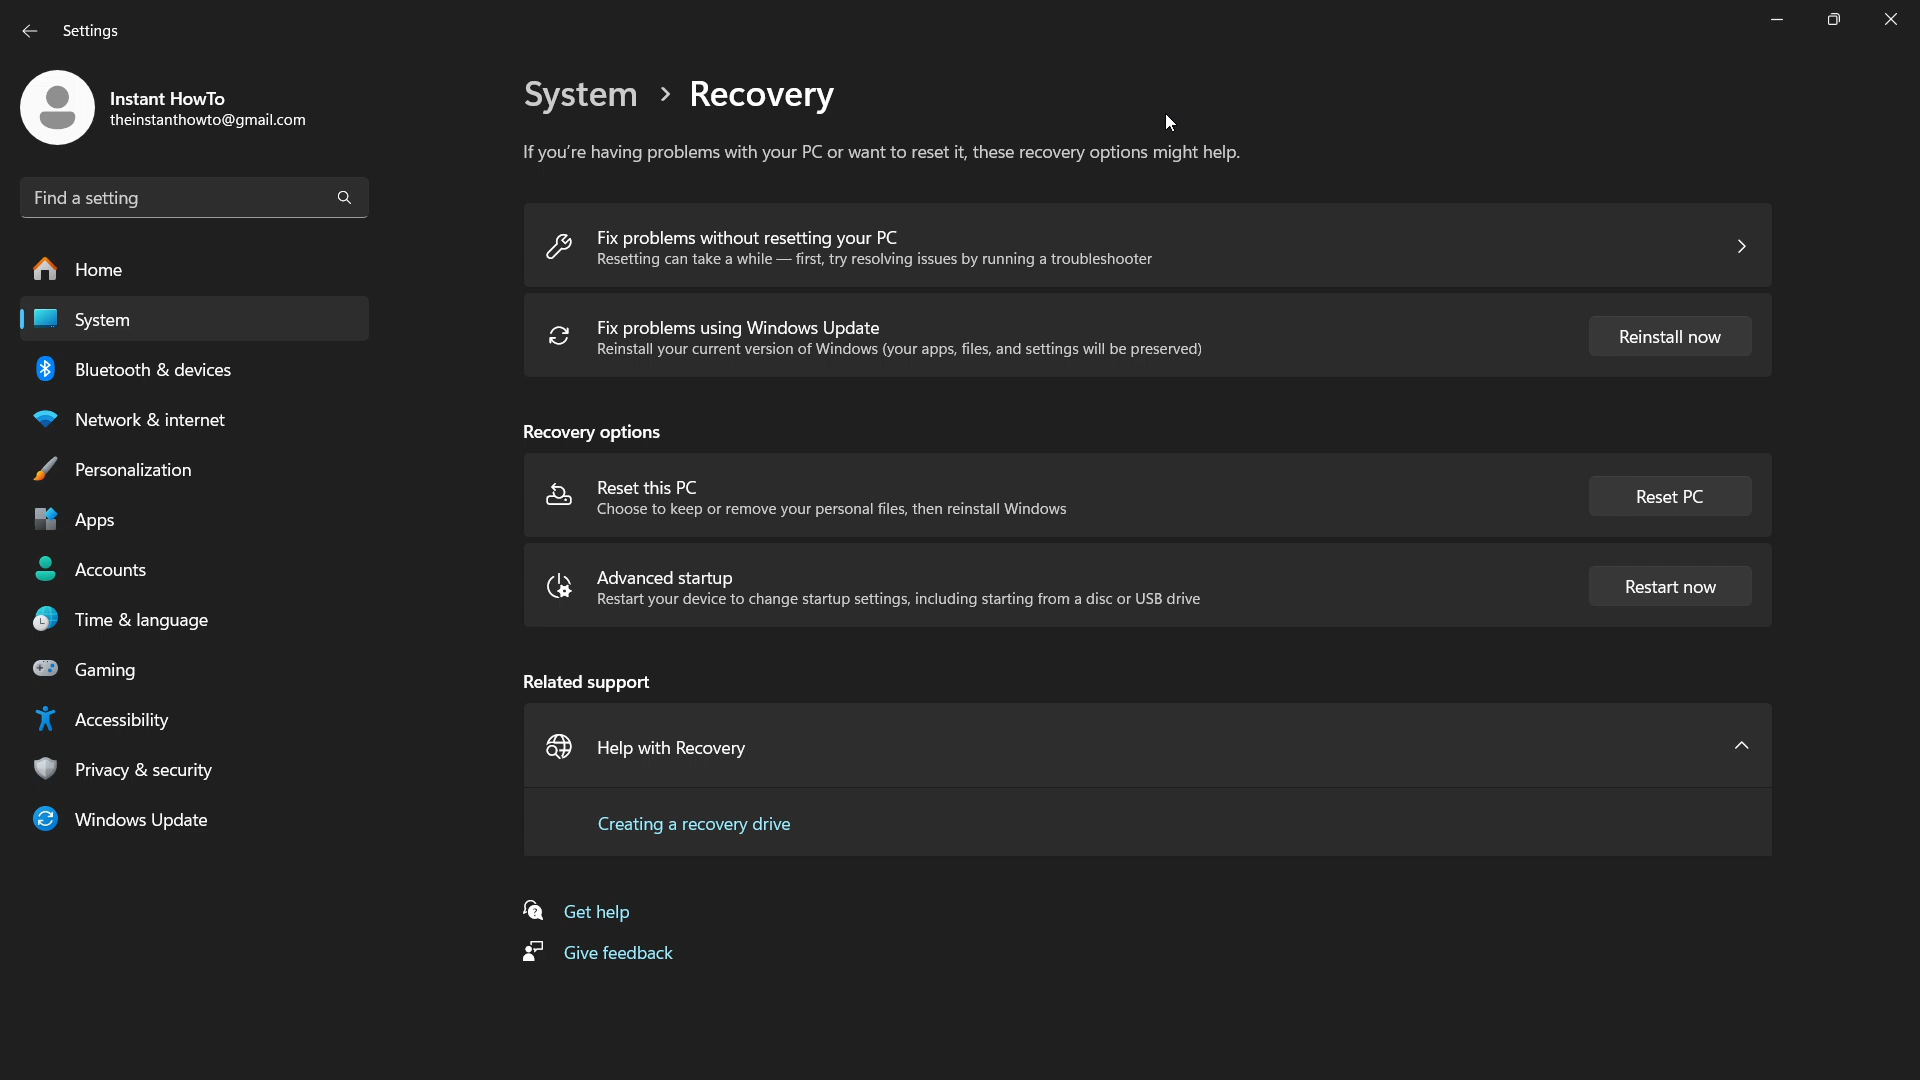 Settings
Instant HowTo
theinstanthowto@gmail.com
Find a setting
Home
System
Bluetooth & devices
Network & internet
Personalization
Apps
Accounts
Time & language
Gaming
Accessibility
Privacy & security
Windows Update
System > Recovery
If you're having problems with your PC or want to reset it, these recovery options might help.
Fix problems without resetting your PC
Resetting can take a while — first, try resolving issues by running a troubleshooter
Fix problems using Windows Update
Reinstall your current version of Windows (your apps, files, and settings will be preserved)
Reinstall now
Recovery options
Reset this PC
Choose to keep or remove your personal files, then reinstall Windows
Reset PC
Advanced startup
Restart your device to change startup settings, including starting from a disc or USB drive
Restart now
Related support
Help with Recovery
Creating a recovery drive
Get help
Give feedback